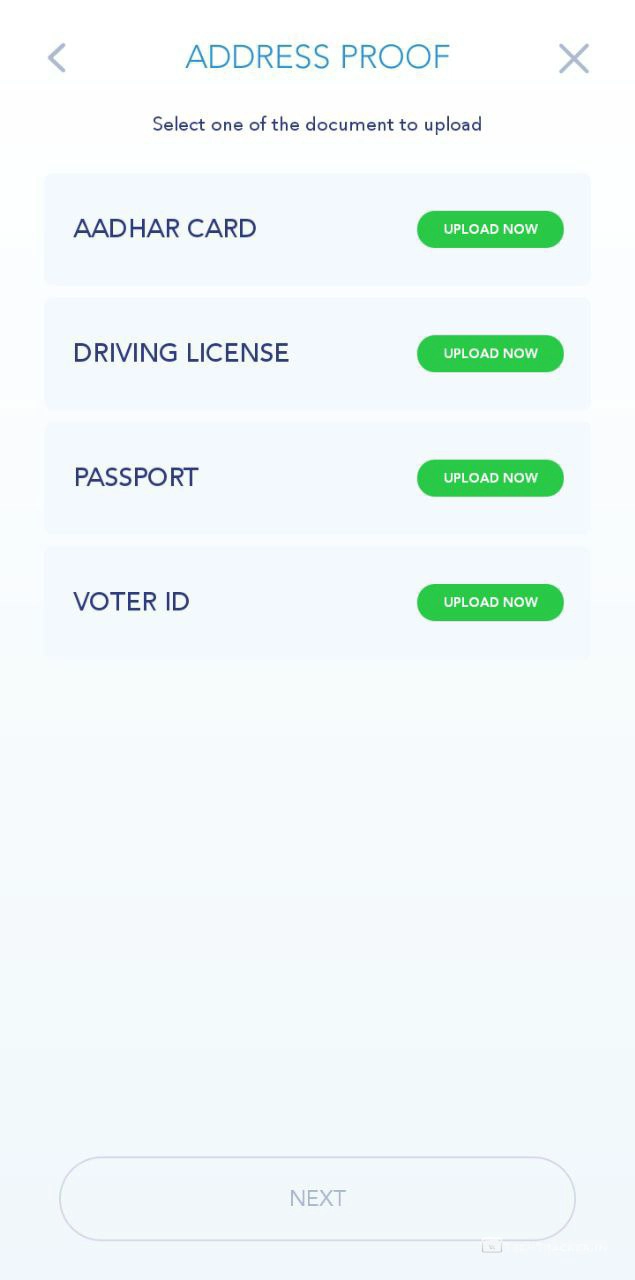 ADDRESS PROOF
Select one of the document to upload
AADHAR CARD
UPLOAD NOW
DRIVING LICENSE
UPLOAD NOW
PASSPORT
UPLOAD NOW
VOTER ID
UPLOAD NOW
NEXT